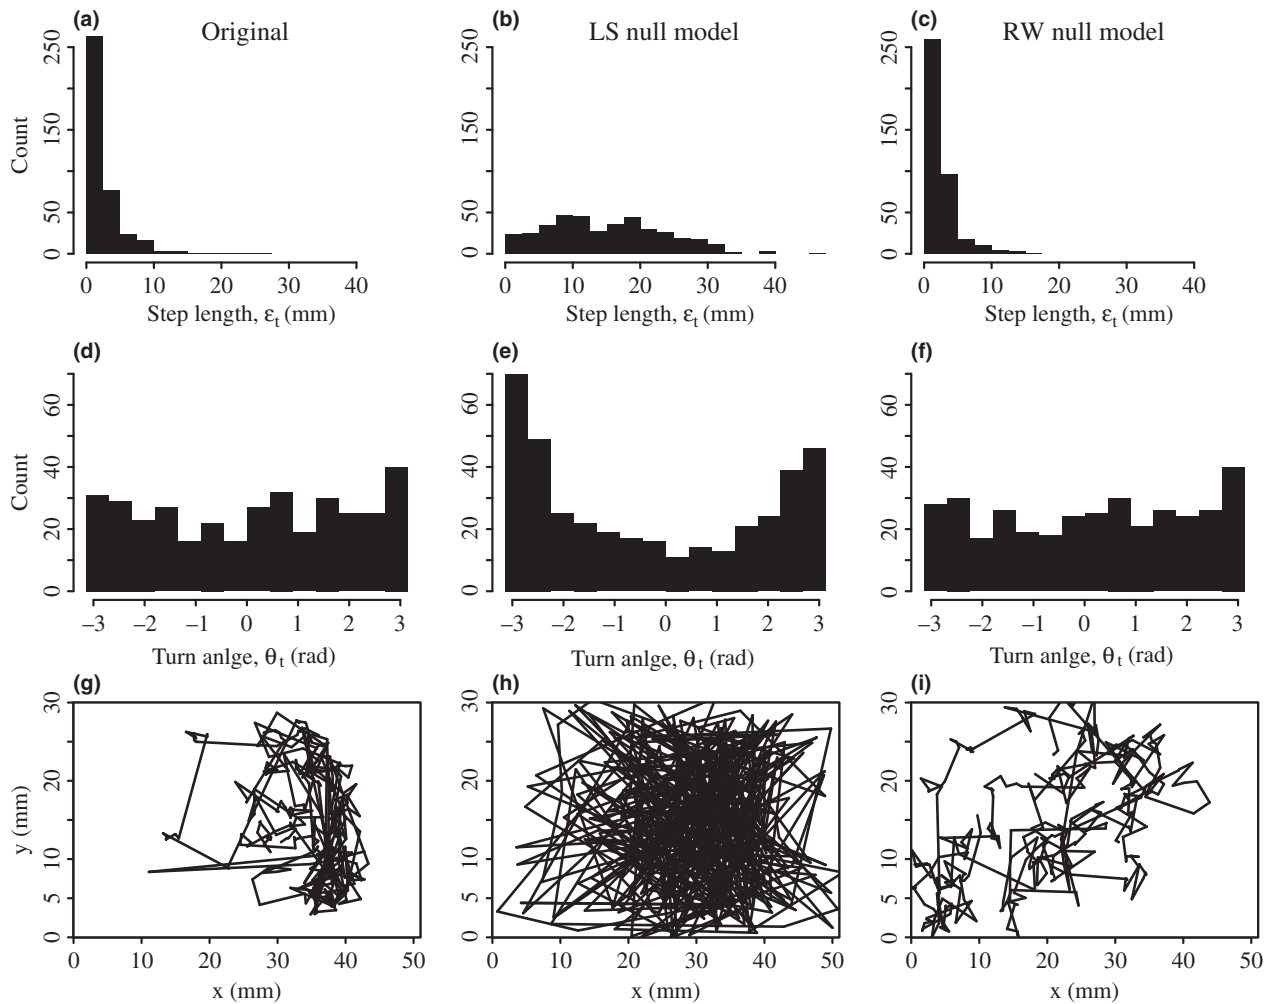 (a) Original (b) LS null model (c) RW null model
250
150
50
0
Count
0 10 20 30 40
Step length, εt (mm)
250
150
50
0
0 10 20 30 40
Step length, εt (mm)
250
150
50
0
0 10 20 30 40
Step length, εt (mm)
(d) (e) (f)
60
40
20
0
Count
–3 –2 –1 0 1 2 3
Turn anlge, θt (rad)
60
40
20
0
–3 –2 –1 0 1 2 3
Turn anlge, θt (rad)
60
40
20
0
–3 –2 –1 0 1 2 3
Turn anlge, θt (rad)
(g) (h) (i)
30
20
10
5
0
y (mm)
0 10 20 30 40 50
x (mm)
30
20
10
5
0
0 10 20 30 40 50
x (mm)
30
20
10
5
0
0 10 20 30 40 50
x (mm)